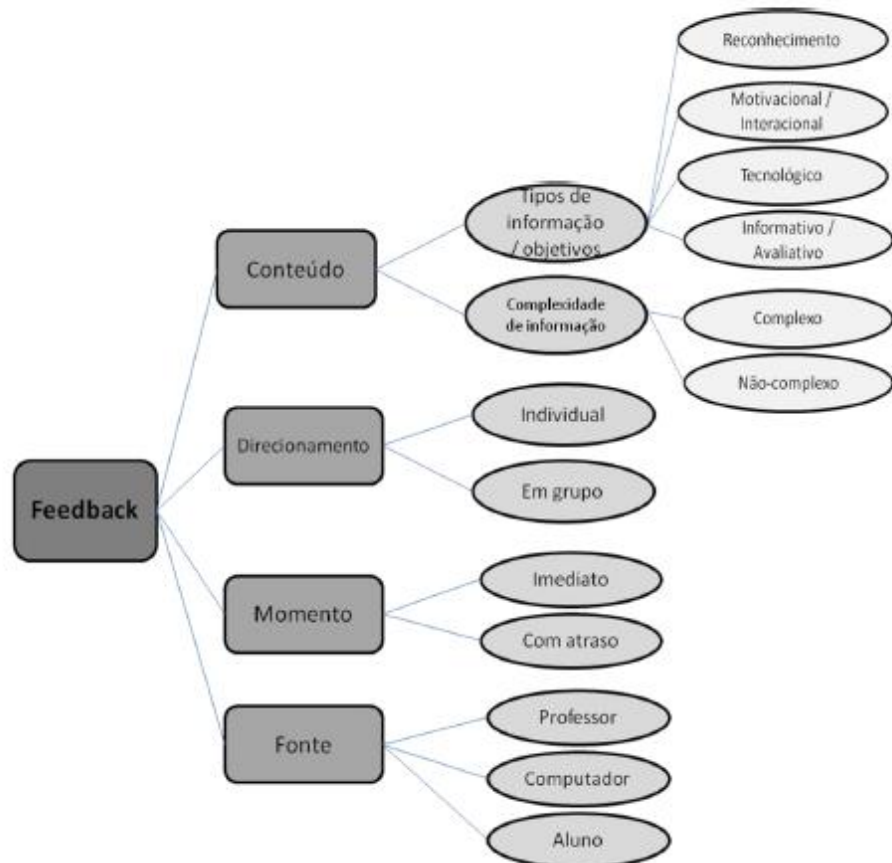 Feedback
Conteúdo
Tipos de
informação
/ objetivos
Reconhecimento
Motivacional /
Interacional
Tecnológico
Informativo /
Avaliativo
Complexidade
de informação
Complexo
Não-complexo
Direcionamento
Individual
Em grupo
Momento
Imediato
Com atraso
Fonte
Professor
Computador
Aluno